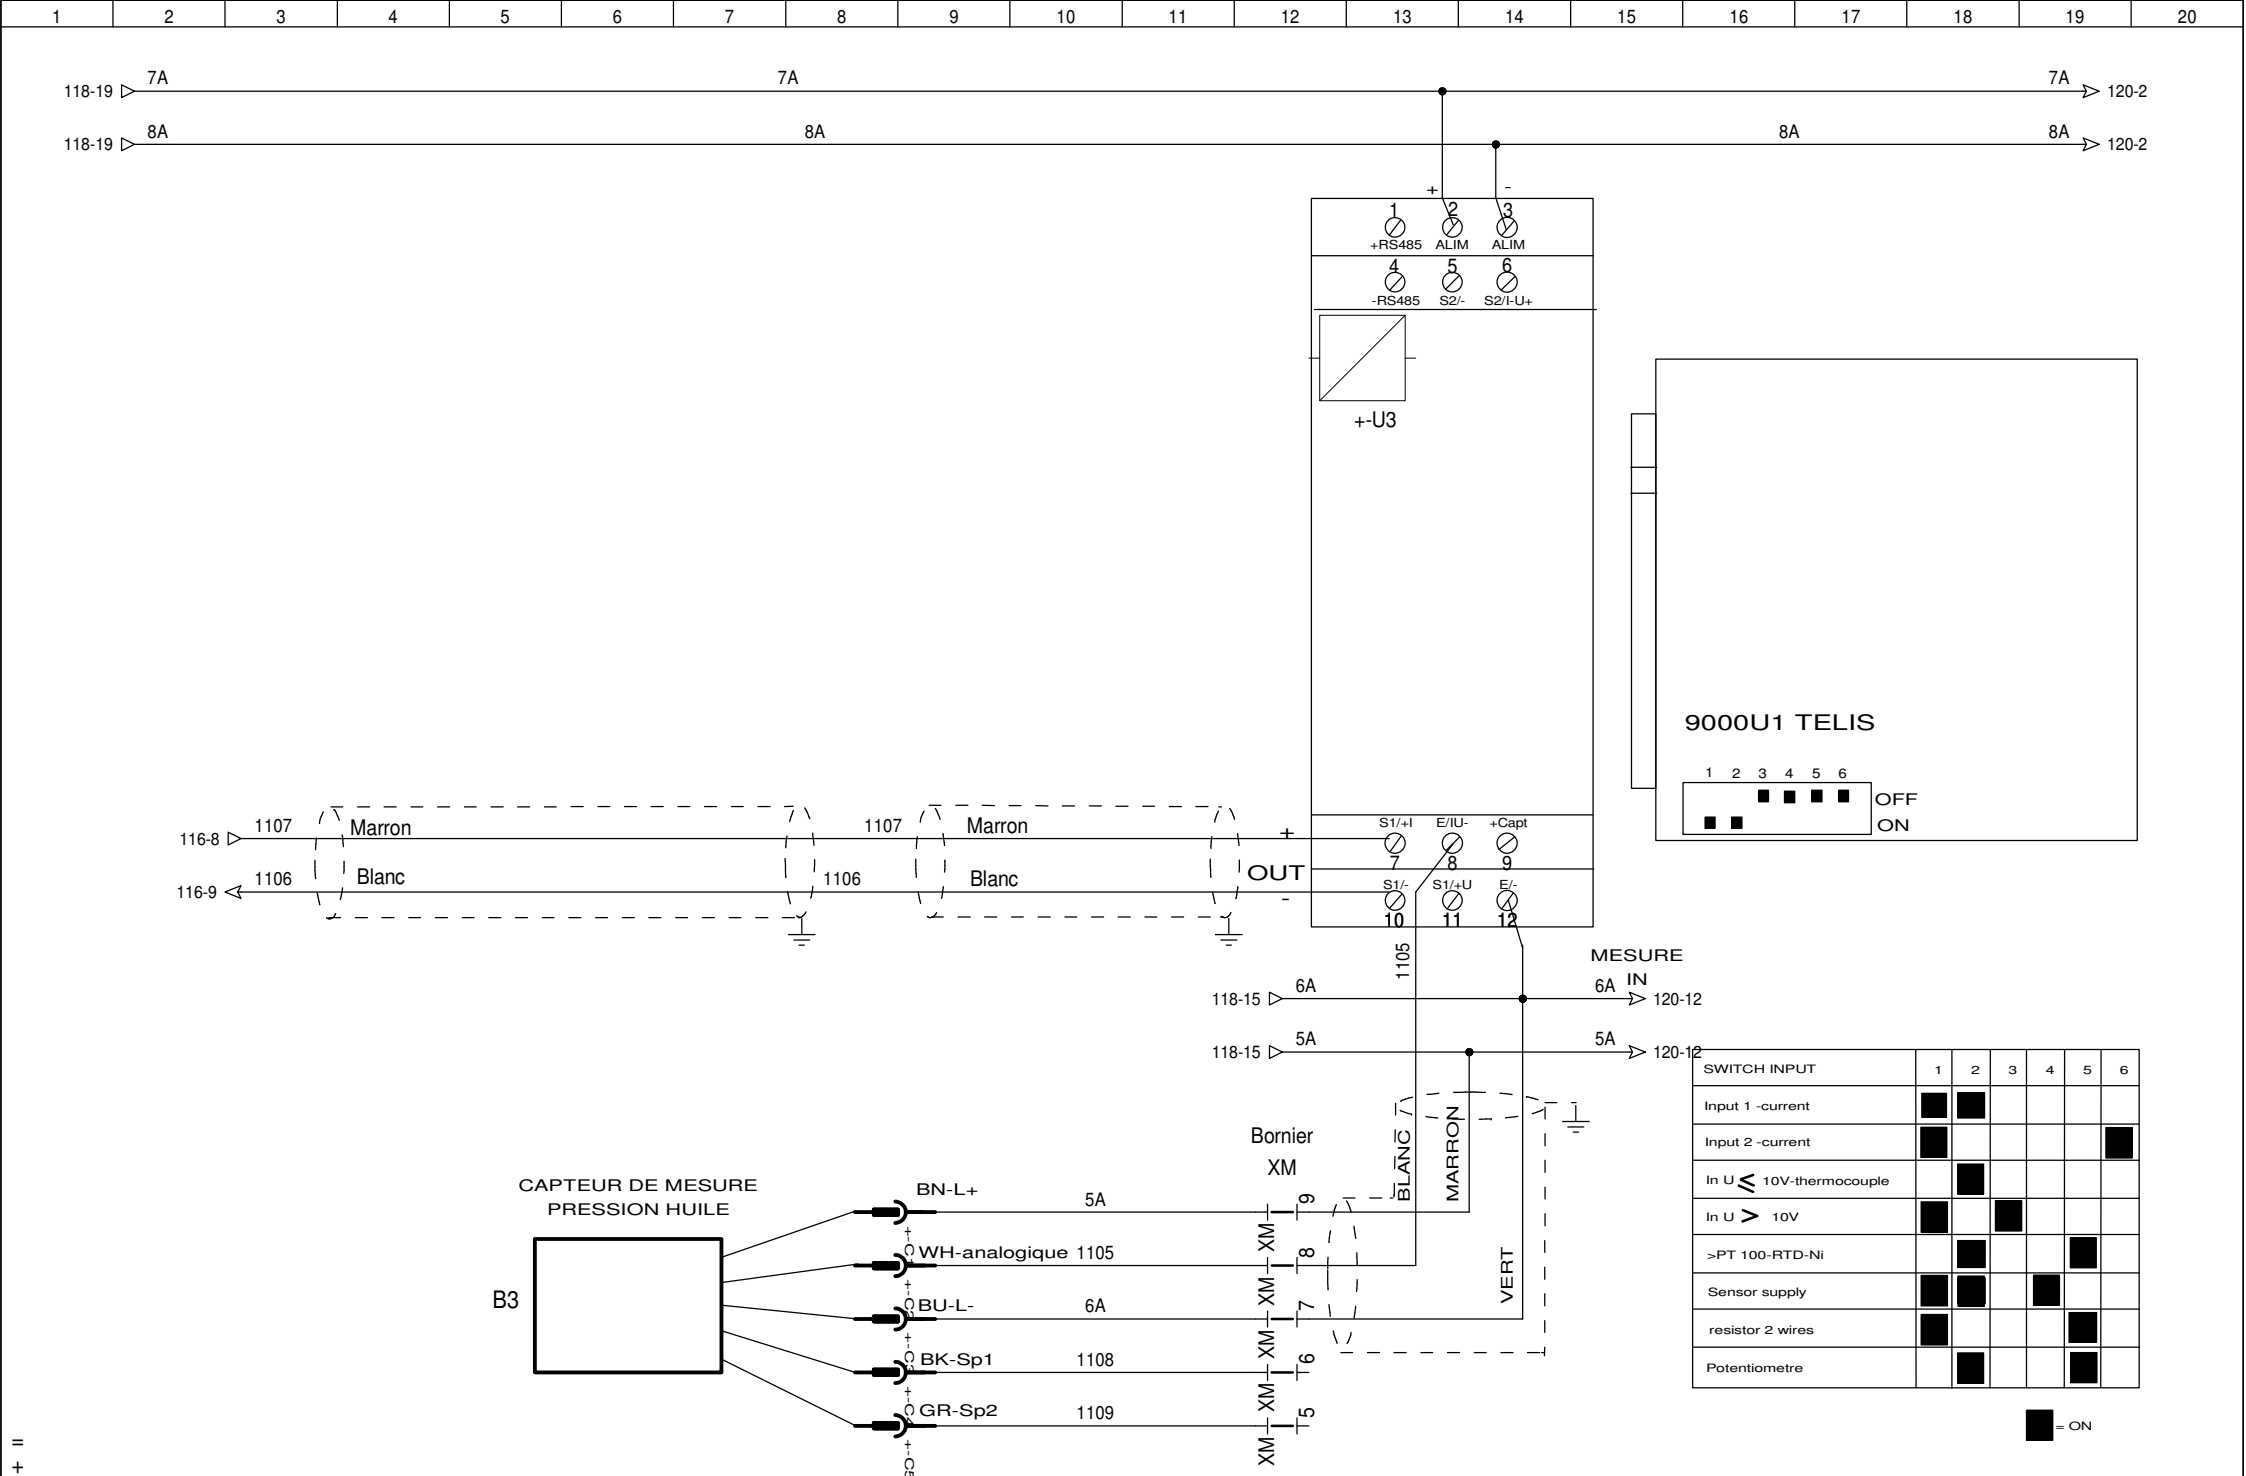 1 2 3 4 5 6 7 8 9 10 11 12 13 14 15 16 17 18 19 20
7A 7A 7A
118-19 120-2
8A 8A 8A 8A
118-19 120-2
+ -
1 2 3
+RS485 ALIM ALIM
4 5 6
-RS485 S2/- S2/I-U+
+-U3
9000U1 TELIS
1 2 3 4 5 6
OFF
ON
S1/+I E/IU- +Capt
7 8 9
1107 Marron 1107 Marron +
116-8
OUT
1106 Blanc 1106 Blanc
116-9
-
S1/- S1/+U E/-
10 11 12
1105
MESURE
IN
6A 6A
118-15 120-12
5A 5A
118-15 120-12
SWITCH INPUT 1 2 3 4 5 6
Input 1 -current
Input 2 -current
In U ≤ 10V-thermocouple
In U > 10V
>PT 100-RTD-Ni
Sensor supply
resistor 2 wires
Potentiometre
= ON
Bornier
XM
BLANC
MARRON
VERT
CAPTEUR DE MESURE
PRESSION HUILE
B3
BN-L+ 5A XM 9
WH-analogique 1105 XM 8
BU-L- 6A XM 7
BK-Sp1 1108 XM 6
GR-Sp2 1109 XM 5
=
+